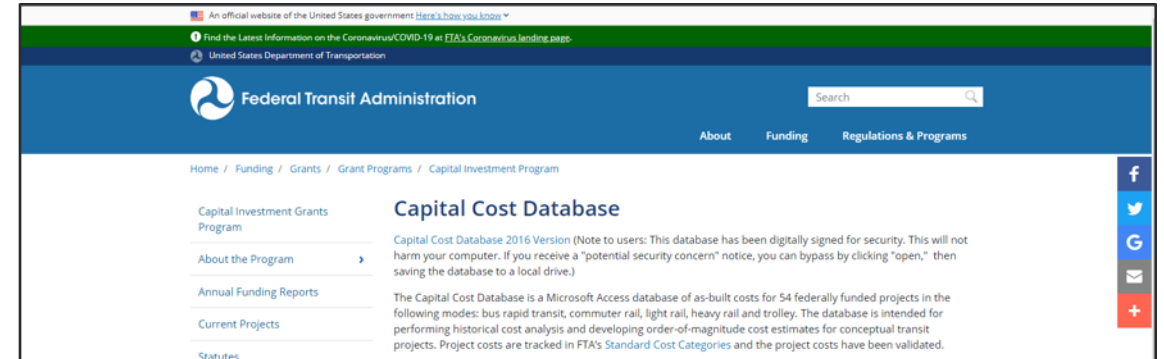 An official website of the United States government Here's how you know
Find the Latest Information on the Coronavirus/COVID-19 at FTA's Coronavirus landing page.
United States Department of Transportation
Federal Transit Administration
Search
About Funding Regulations & Programs
Home / Funding / Grants / Grant Programs / Capital Investment Program
Capital Investment Grants
Program
About the Program
Annual Funding Reports
Current Projects
Statutes
Capital Cost Database
Capital Cost Database 2016 Version (Note to users: This database has been digitally signed for security. This will not
harm your computer. If you receive a "potential security concern" notice, you can bypass by clicking "open," then
saving the database to a local drive.)
The Capital Cost Database is a Microsoft Access database of as-built costs for 54 federally funded projects in the
following modes: bus rapid transit, commuter rail, light rail, heavy rail and trolley. The database is intended for
performing historical cost analysis and developing order-of-magnitude cost estimates for conceptual transit
projects. Project costs are tracked in FTA's Standard Cost Categories and the project costs have been validated.